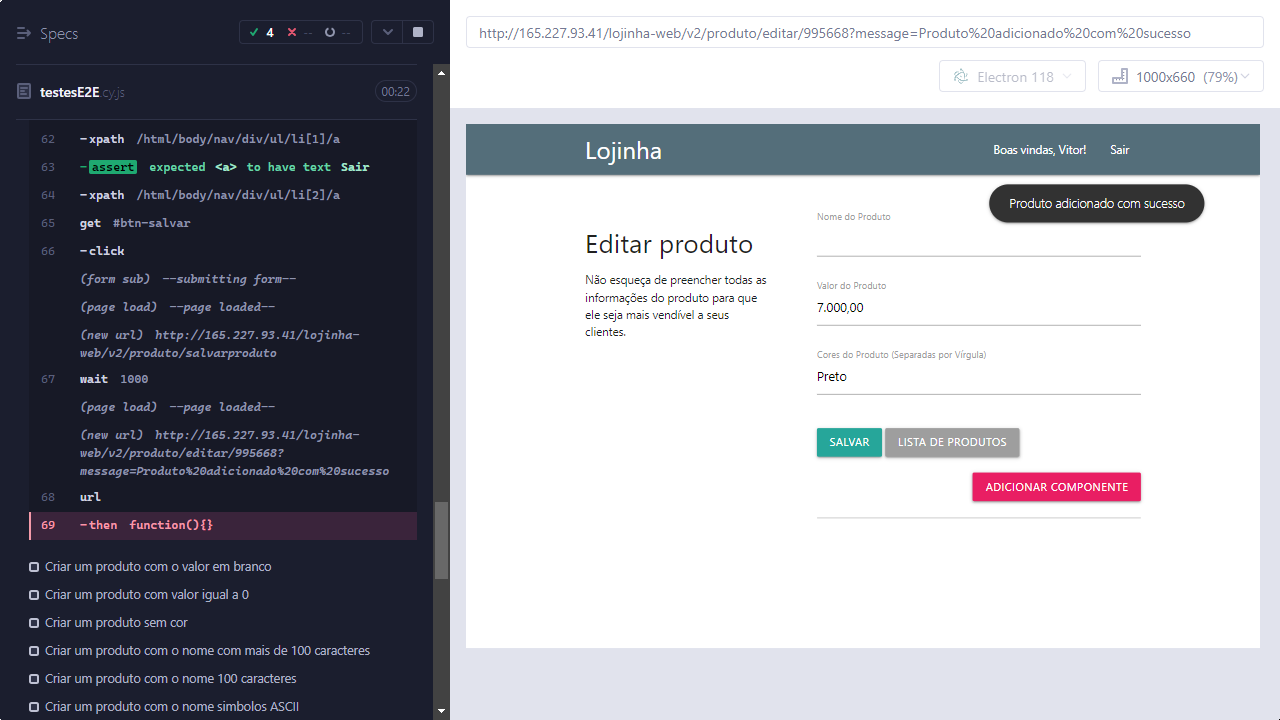 Specs
4
--
--
testesE2E.cy.js
00:22
62 -xpath /html/body/nav/div/ul/li[1]/a
63 -assert expected <a> to have text Sair
64 -xpath /html/body/nav/div/ul/li[2]/a
65 get #btn-salvar
66 -click
(form sub) --submitting form--
(page load) --page loaded--
(new url) http://165.227.93.41/lojinha-
web/v2/produto/salvarproduto
67 wait 1000
(page load) --page loaded--
(new url) http://165.227.93.41/lojinha-
web/v2/produto/editar/995668?
message=Produto%20adicionado%20com%20sucesso
68 url
69 -then function(){}
Criar um produto com o valor em branco
Criar um produto com valor igual a 0
Criar um produto sem cor
Criar um produto com o nome com mais de 100 caracteres
Criar um produto com o nome 100 caracteres
Criar um produto com o nome simbolos ASCII
http://165.227.93.41/lojinha-web/v2/produto/editar/995668?message=Produto%20adicionado%20com%20sucesso
Electron 118
1000x660 (79%)
Lojinha
Boas vindas, Vitor!
Sair
Produto adicionado com sucesso
Editar produto
Não esqueça de preencher todas as
informações do produto para que
ele seja mais vendível a seus
clientes.
Nome do Produto
Valor do Produto
7.000,00
Cores do Produto (Separadas por Vírgula)
Preto
SALVAR
LISTA DE PRODUTOS
ADICIONAR COMPONENTE